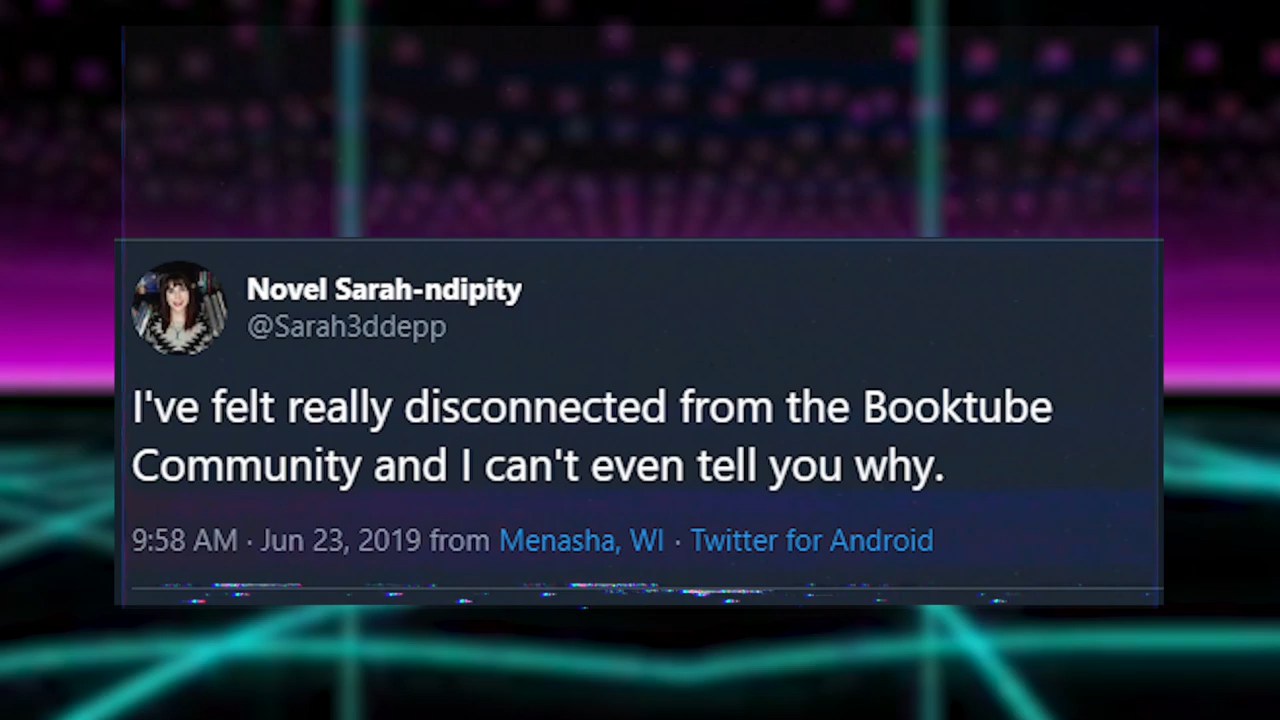 Novel Sarah-ndipity
@Sarah3ddepp
I've felt really disconnected from the Booktube
Community and I can't even tell you why.
9:58 AM · Jun 23, 2019 from Menasha, WI · Twitter for Android